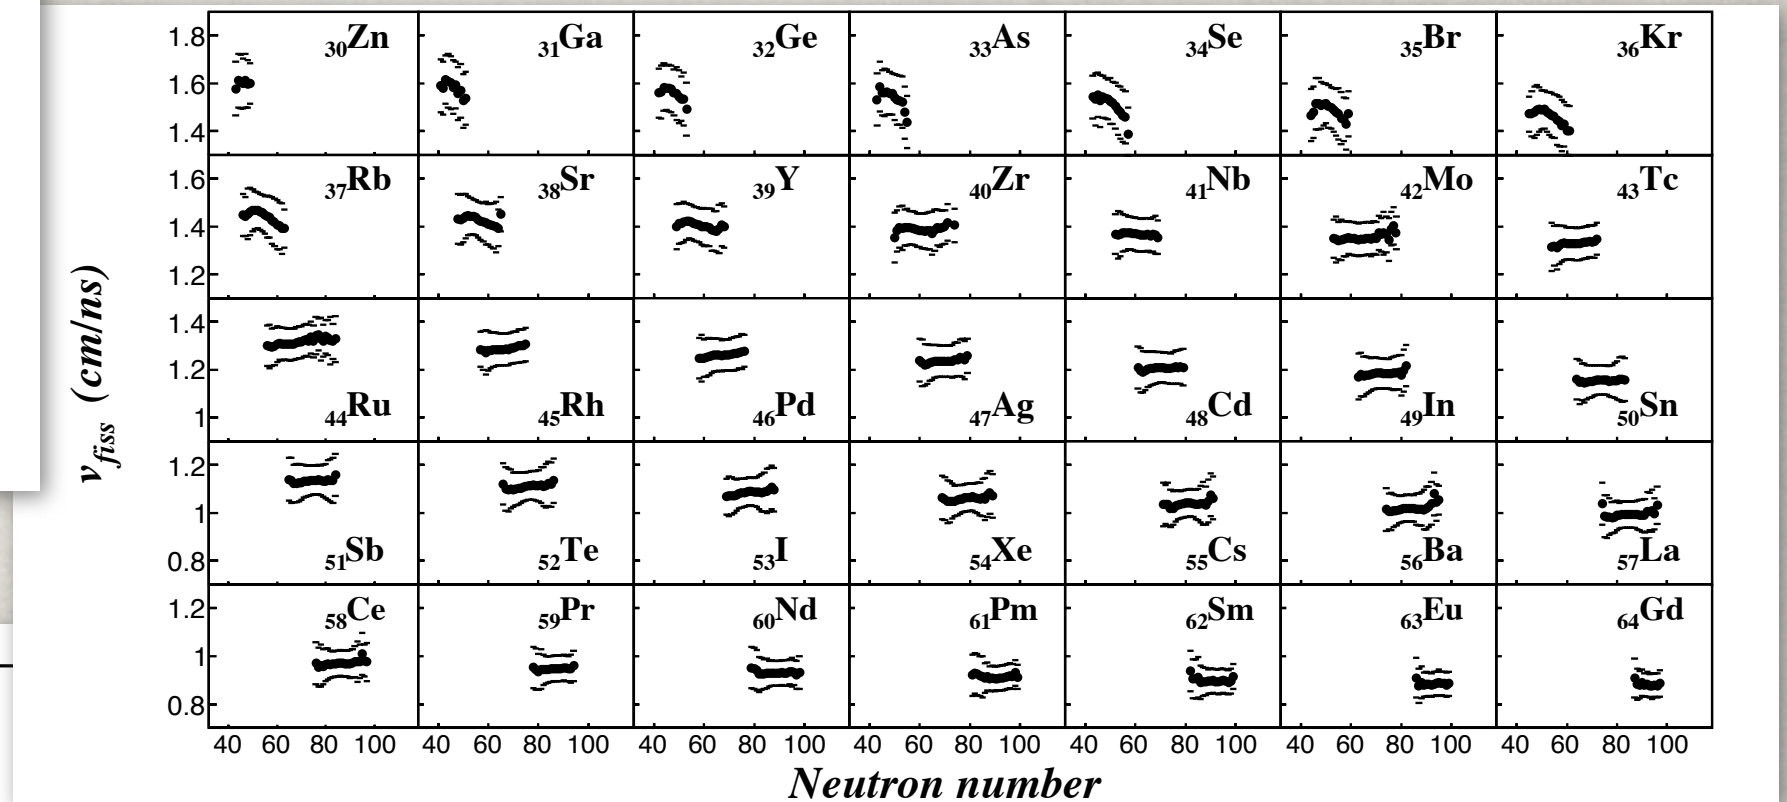 1.8 30Zn 31Ga 32Ge 33As 34Se 35Br 36Kr
1.6
1.4
1.6 37Rb 38Sr 39Y 40Zr 41Nb 42Mo 43Tc
1.4
1.2
1.4
1.2
1 44Ru 45Rh 46Pd 47Ag 48Cd 49In 50Sn
1.2
1
0.8 51Sb 52Te 53I 54Xe 55Cs 56Ba 57La
1.2 58Ce 59Pr 60Nd 61Pm 62Sm 63Eu 64Gd
1
0.8
40 60 80 100 40 60 80 100 40 60 80 100 40 60 80 100 40 60 80 100 40 60 80 100 40 60 80 100
Neutron number
vfiss (cm/ns)